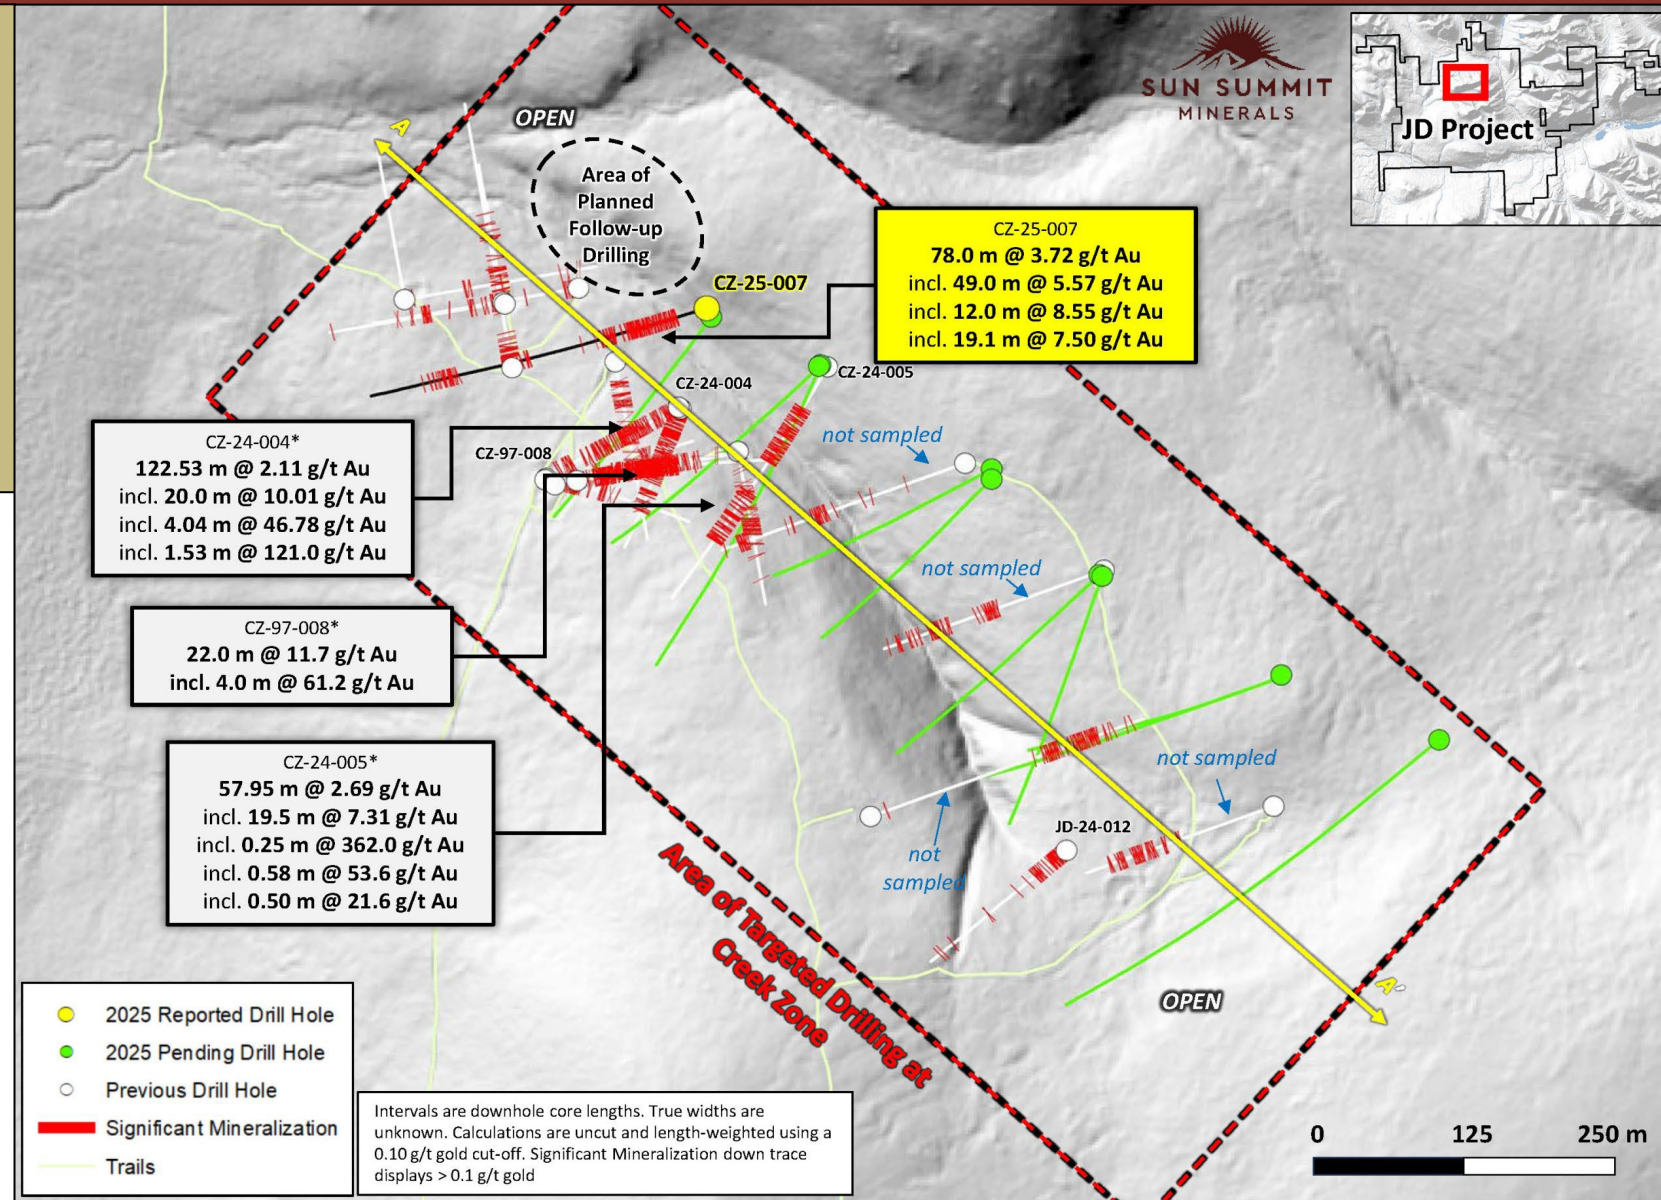 SUN SUMMIT
MINERALS
JD Project
OPEN
A
Area of
Planned
Follow-up
Drilling
CZ-25-007
CZ-25-007
78.0 m @ 3.72 g/t Au
incl. 49.0 m @ 5.57 g/t Au
incl. 12.0 m @ 8.55 g/t Au
incl. 19.1 m @ 7.50 g/t Au
CZ-24-004
CZ-24-005
not sampled
CZ-97-008
CZ-24-004*
122.53 m @ 2.11 g/t Au
incl. 20.0 m @ 10.01 g/t Au
incl. 4.04 m @ 46.78 g/t Au
incl. 1.53 m @ 121.0 g/t Au
not sampled
CZ-97-008*
22.0 m @ 11.7 g/t Au
incl. 4.0 m @ 61.2 g/t Au
CZ-24-005*
57.95 m @ 2.69 g/t Au
incl. 19.5 m @ 7.31 g/t Au
incl. 0.25 m @ 362.0 g/t Au
incl. 0.58 m @ 53.6 g/t Au
incl. 0.50 m @ 21.6 g/t Au
not sampled
JD-24-012
not
sampled
Area of Targeted Drilling at
Creek Zone
OPEN
A'
2025 Reported Drill Hole
2025 Pending Drill Hole
Previous Drill Hole
Significant Mineralization
Trails
Intervals are downhole core lengths. True widths are
unknown. Calculations are uncut and length-weighted using a
0.10 g/t gold cut-off. Significant Mineralization down trace
displays > 0.1 g/t gold
0 125 250 m